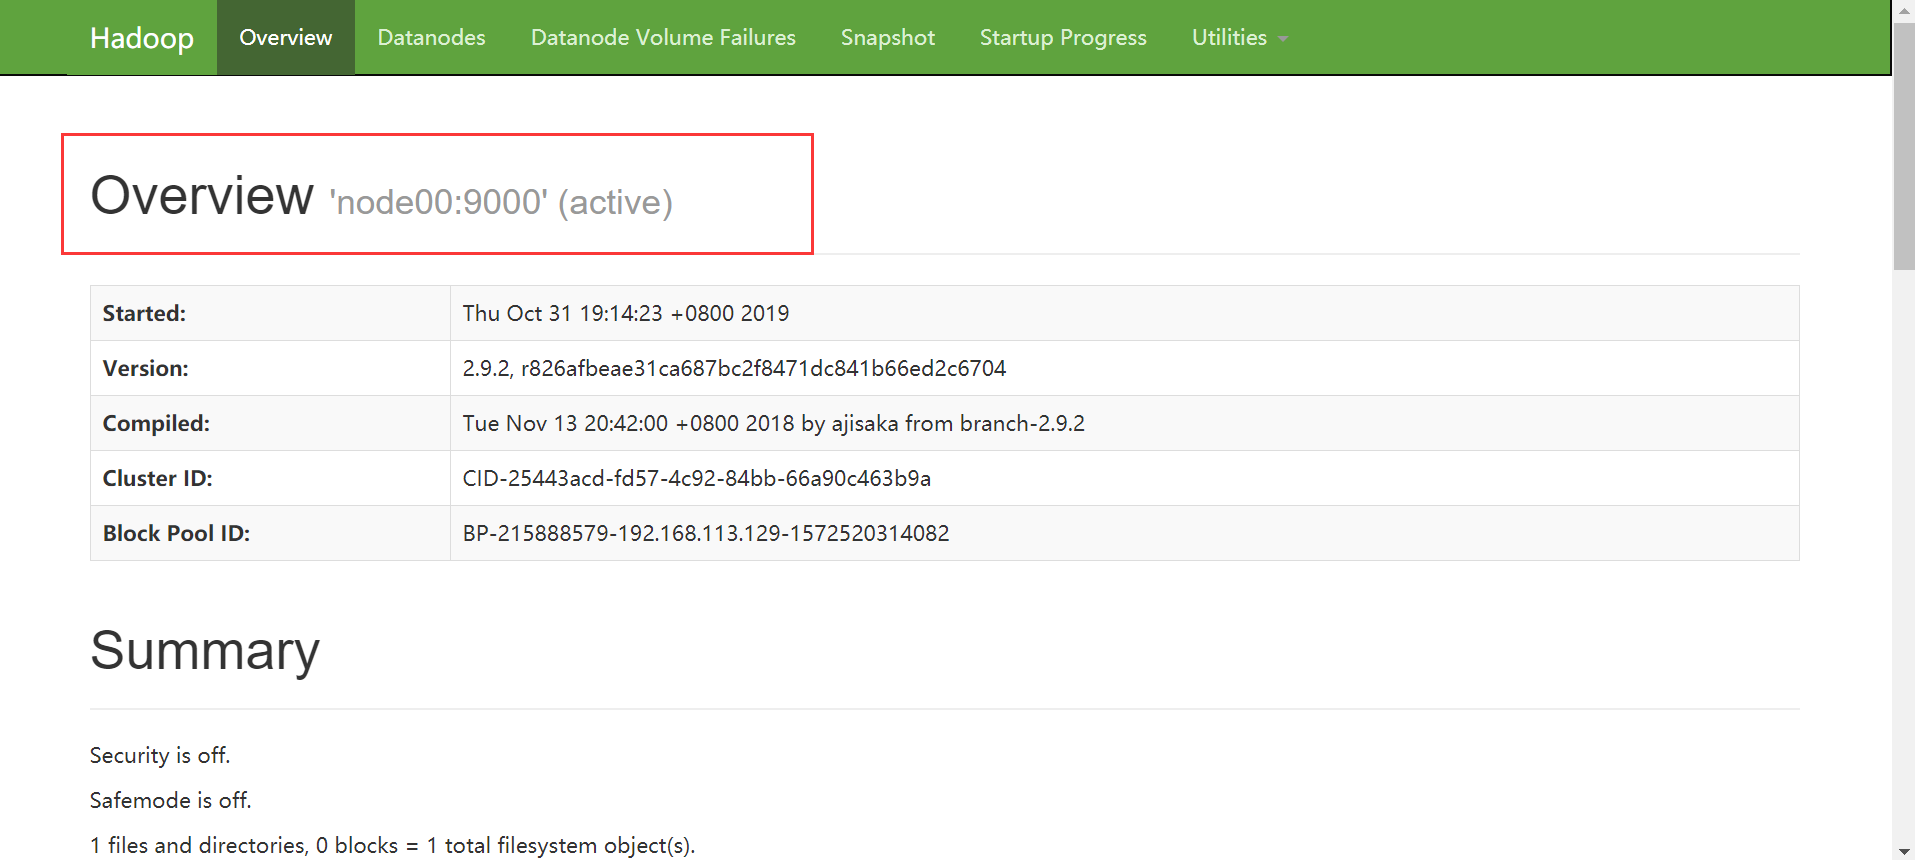 Hadoop Overview Datanodes Datanode Volume Failures Snapshot Startup Progress Utilities
Overview 'node00:9000' (active)
Started: Thu Oct 31 19:14:23 +0800 2019
Version: 2.9.2, r826afbeae31ca687bc2f8471dc841b66ed2c6704
Compiled: Tue Nov 13 20:42:00 +0800 2018 by ajisaka from branch-2.9.2
Cluster ID: CID-25443acd-fd57-4c92-84bb-66a90c463b9a
Block Pool ID: BP-215888579-192.168.113.129-1572520314082
Summary
Security is off.
Safemode is off.
1 files and directories, 0 blocks = 1 total filesystem object(s).